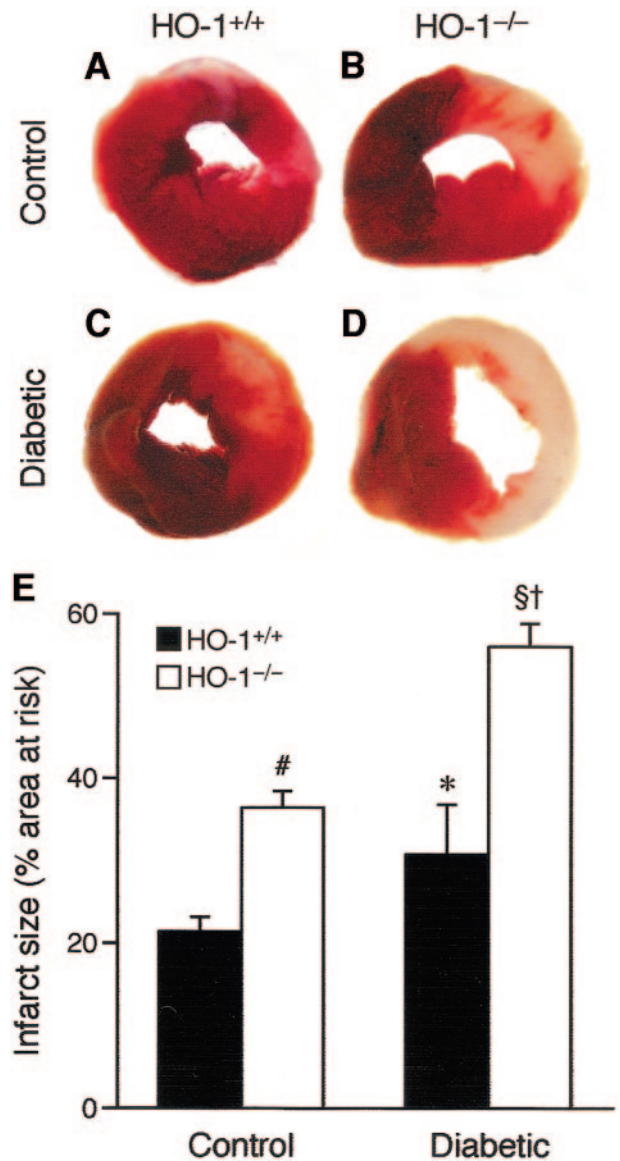 HO-1+/+ HO-1−/−
A B
Control
C D
Diabetic
E
60
HO-1+/+
HO-1−/−
§†
40
#
*
20
0
Infarct size (% area at risk)
Control Diabetic